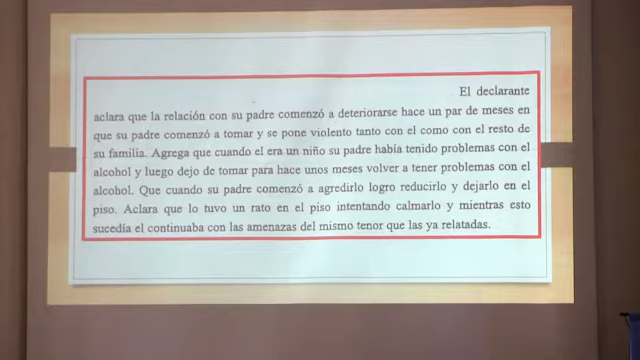 El declarante
aclara que la relación con su padre comenzó a deteriorarse hace un par de meses en
que su padre comenzó a tomar y se pone violento tanto con el como con el resto de
su familia. Agrega que cuando el era un niño su padre había tenido problemas con el
alcohol y luego dejo de tomar para hace unos meses volver a tener problemas con el
alcohol. Que cuando su padre comenzó a agredirlo logro reducirlo y dejarlo en el
piso. Aclara que lo tuvo un rato en el piso intentando calmarlo y mientras esto
sucedía el continuaba con las amenazas del mismo tenor que las ya relatadas.